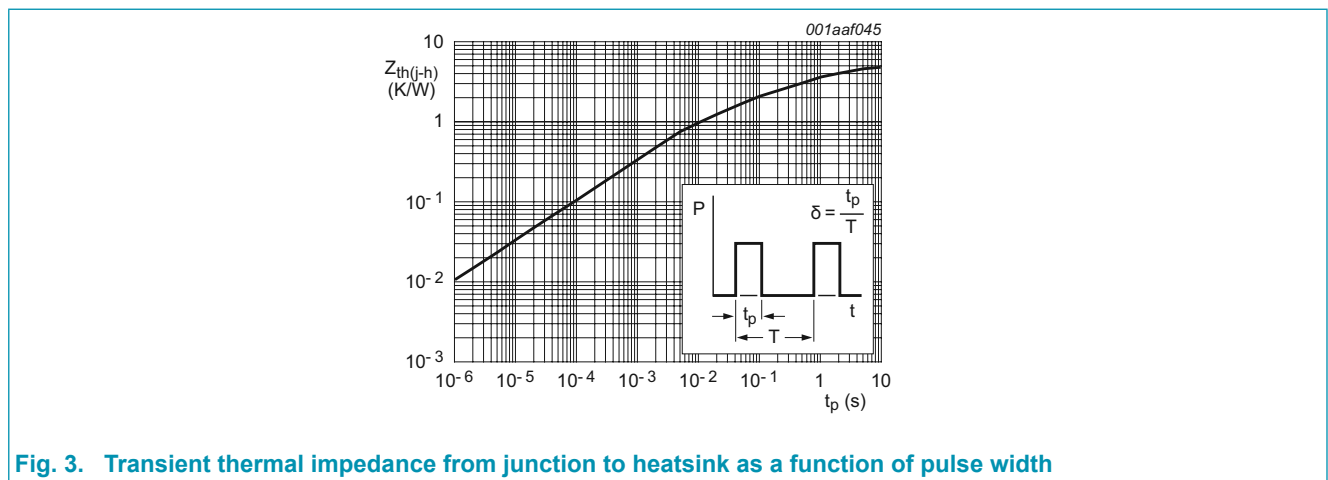 001aaf045
10
Zth(j-h)
(K/W)
1
10-1
10-2
10-3
P
δ = tp
T
tp
T
t
10-6 10-5 10-4 10-3 10-2 10-1 1 10
tp (s)
Fig. 3. Transient thermal impedance from junction to heatsink as a function of pulse width